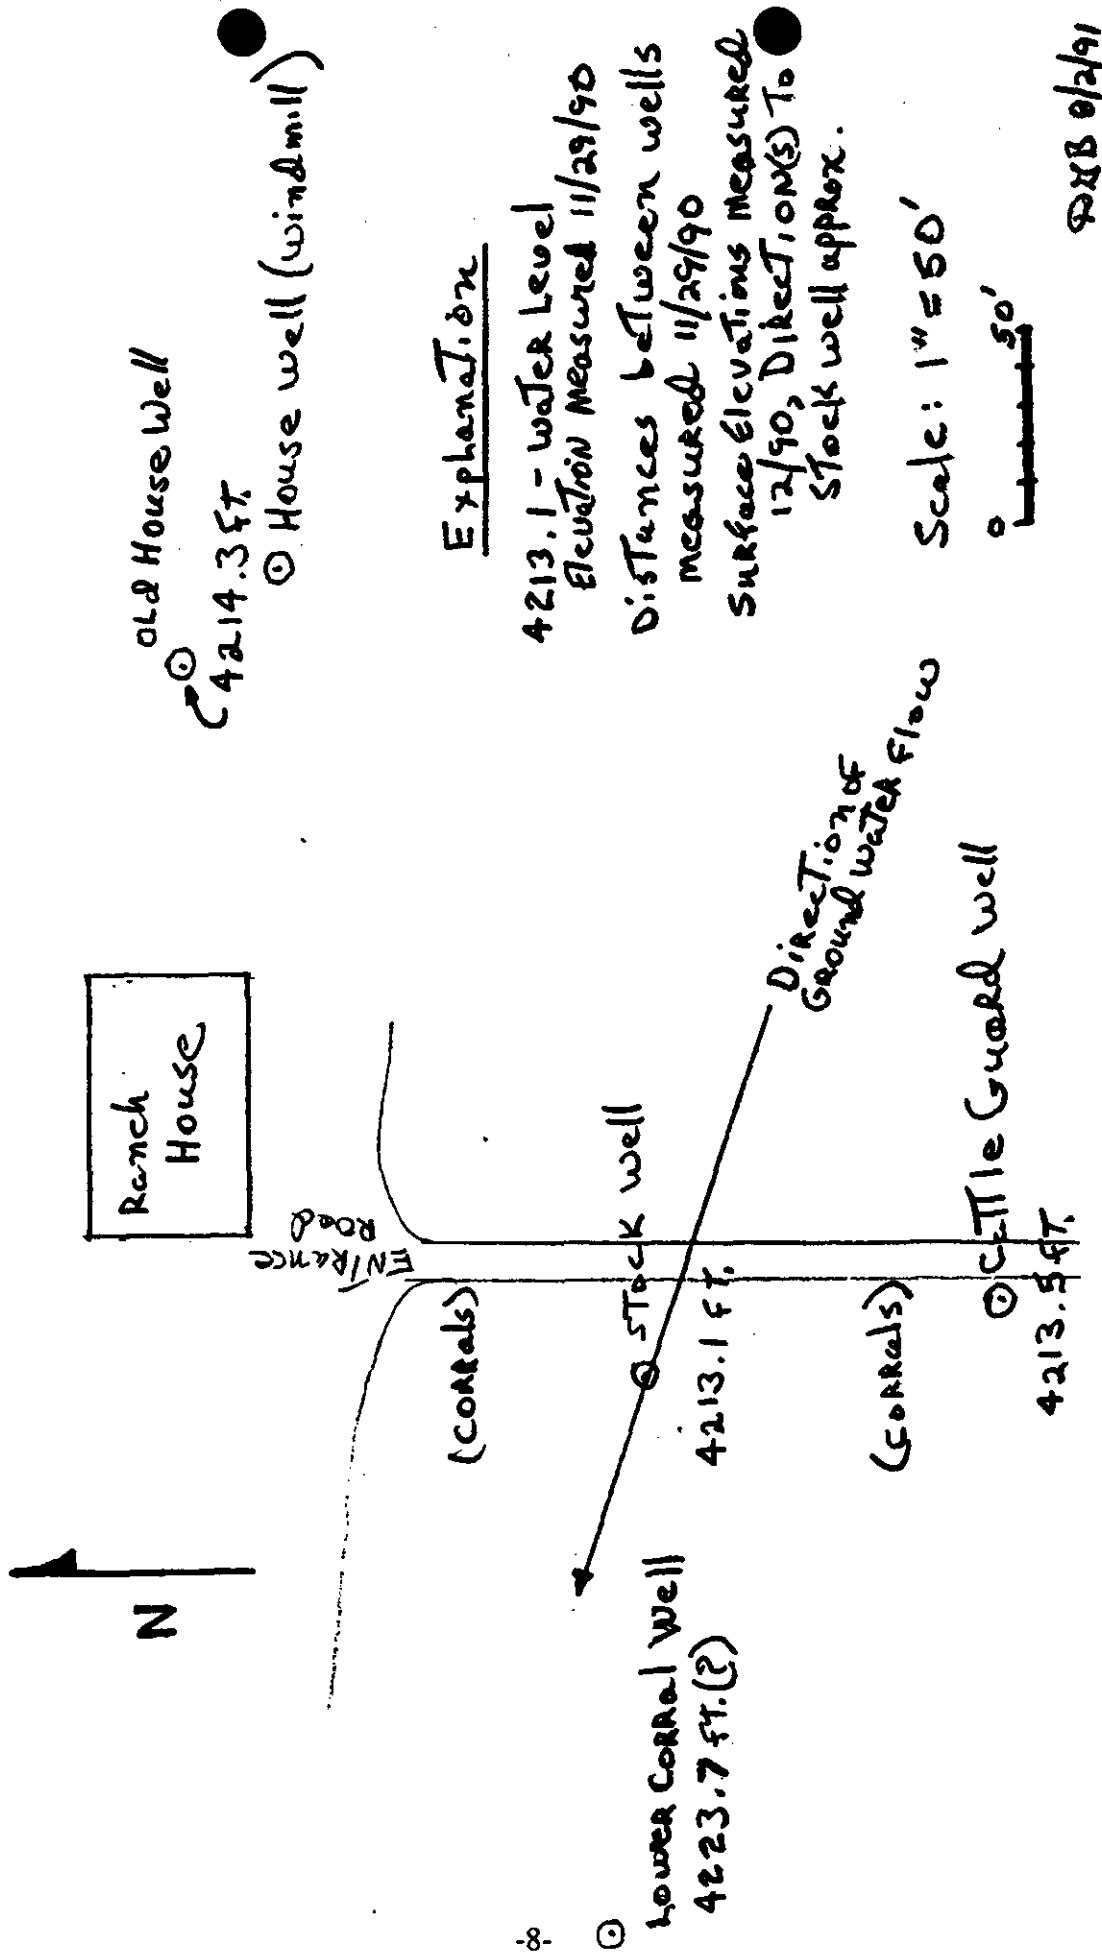 N
Ranch
House
OLd House Well
4214.3 FT.
House well (windmill)
ENTRance
ROad
(CORRals)
STocK well
4213.1 FT.
Lower CoRRal Well
4223.7 FT.(?)
(CORRals)
CaTTle Guard well
4213.5 FT.
DiRecTion of
GRound WaTeR Flow
ExplanaTion
4213.1 - WaTeR Level
ElevaTion Measured 11/29/90
DisTances beTween wells
measured 11/29/90
SuRface ElevaTions measured
12/90, DiRecTION(S) To
STock well appRox.
Scale: 1" = 50'
0 50'
8/2/91
-8-